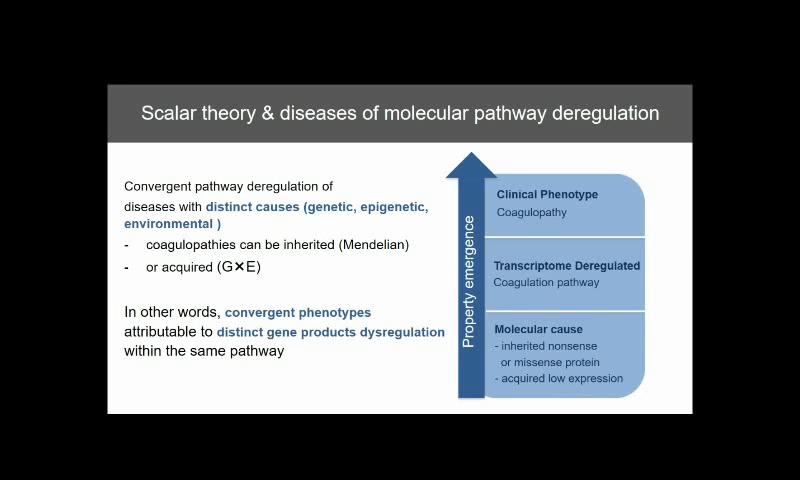 Scalar theory & diseases of molecular pathway deregulation
Convergent pathway deregulation of
diseases with distinct causes (genetic, epigenetic,
environmental )
- coagulopathies can be inherited (Mendelian)
- or acquired (G✕E)
In other words, convergent phenotypes
attributable to distinct gene products dysregulation
within the same pathway
Property emergence
Clinical Phenotype
Coagulopathy
Transcriptome Deregulated
Coagulation pathway
Molecular cause
- inherited nonsense
or missense protein
- acquired low expression